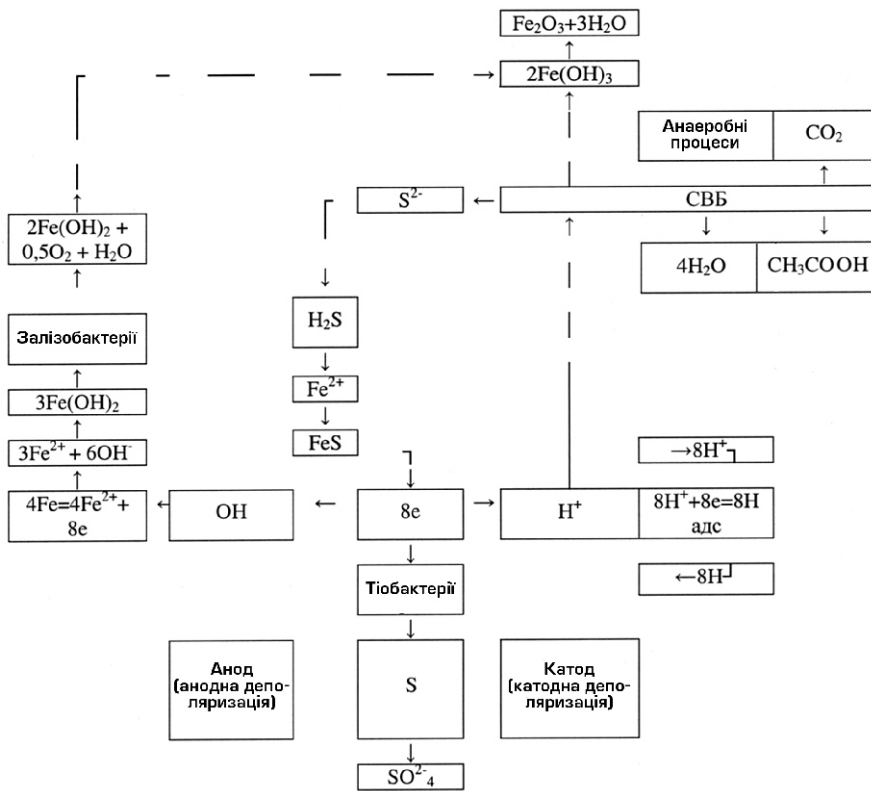 Fe₂O₃+3H₂O
2Fe(OH)₃
Анаеробні
процеси
CO₂
S²⁻
СВБ
2Fe(OH)₂ +
0,5O₂ + H₂O
4H₂O
CH₃COOH
H₂S
Залізобактерії
Fe²⁺
3Fe(OH)₂
FeS
3Fe²⁺ + 6OH⁻
→8H⁺
4Fe=4Fe²⁺+
8e
OH
8e
H⁺
8H⁺+8e=8H
адс
Тіобактерії
←8H
Анод
(анодна депо-
ляризація)
S
Катод
(катодна депо-
ляризація)
SO²⁻₄